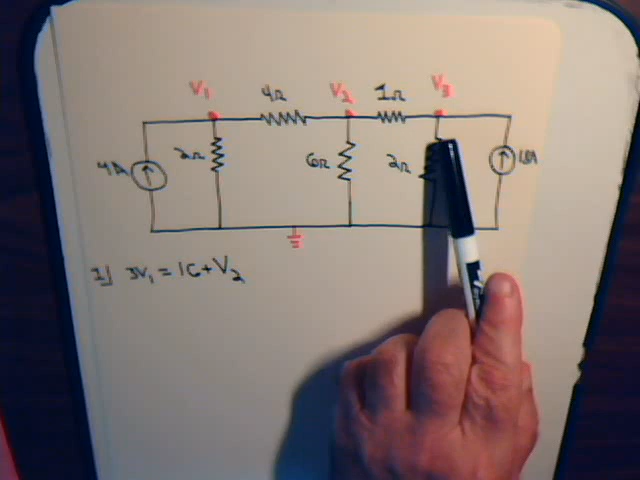 V₁ 4Ω V₂ 1Ω V₃
4A 2Ω 6Ω 2Ω
1] 3V₁ = 16 + V₂